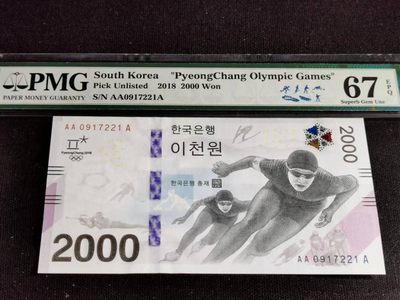 PMG
PAPER MONEY GUARANTY
South Korea "PyeongChang Olympic Games"
Pick Unlisted 2018 2000 Won
S/N AA0917221A
67 EPQ
Superb Gem Unc
AA 0917221 A
PyeongChang 2018
한국은행
이천원
한국은행 총재
2000
2000
AA 0917221 A